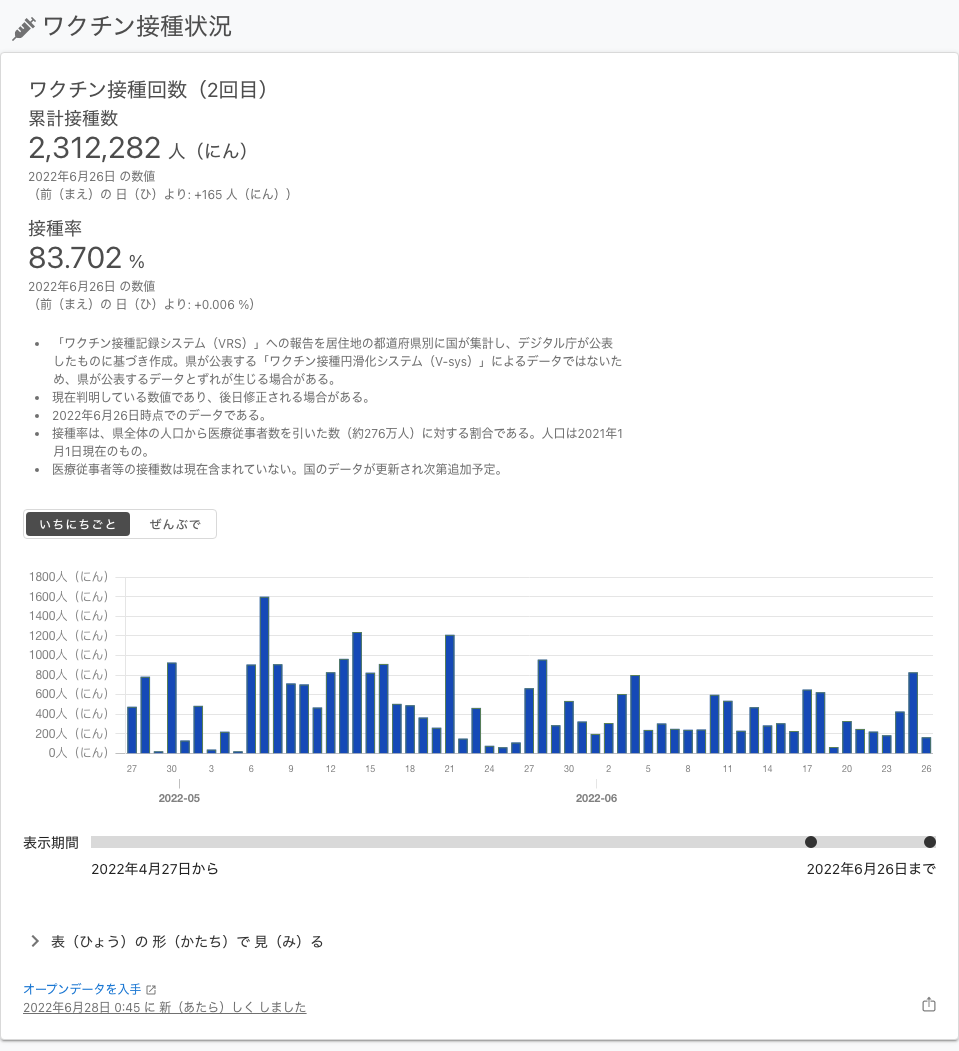 ワクチン接種状況
ワクチン接種回数（2回目）
累計接種数
2,312,282 人（にん）
2022年6月26日 の数値
（前（まえ）の 日（ひ）より: +165 人（にん））
接種率
83.702 %
2022年6月26日 の数値
（前（まえ）の 日（ひ）より: +0.006 %）
「ワクチン接種記録システム（VRS）」への報告を居住地の都道府県別に国が集計し、デジタル庁が公表
したものに基づき作成。県が公表する「ワクチン接種円滑化システム（V-sys）」によるデータではないた
め、県が公表するデータとずれが生じる場合がある。
現在判明している数値であり、後日修正される場合がある。
2022年6月26日時点でのデータである。
接種率は、県全体の人口から医療従事者数を引いた数（約276万人）に対する割合である。人口は2021年1
月1日現在のもの。
医療従事者等の接種数は現在含まれていない。国のデータが更新され次第追加予定。
いちにちごと ぜんぶで
1800人（にん）
1600人（にん）
1400人（にん）
1200人（にん）
1000人（にん）
800人（にん）
600人（にん）
400人（にん）
200人（にん）
0人（にん）
27 30 3 6 9 12 15 18 21 24 27 30 2 5 8 11 14 17 20 23 26
2022-05 2022-06
表示期間
2022年4月27日から 2022年6月26日まで
表（ひょう）の 形（かたち）で 見（み）る
オープンデータを入手
2022年6月28日 0:45 に 新（あたら）しく しました